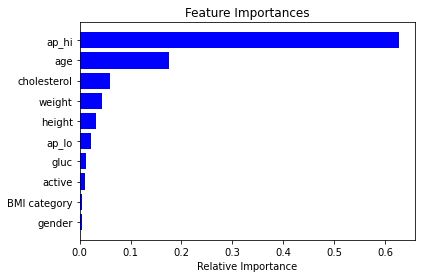 Feature Importances
ap_hi
age
cholesterol
weight
height
ap_lo
gluc
active
BMI category
gender
0.0 0.1 0.2 0.3 0.4 0.5 0.6
Relative Importance